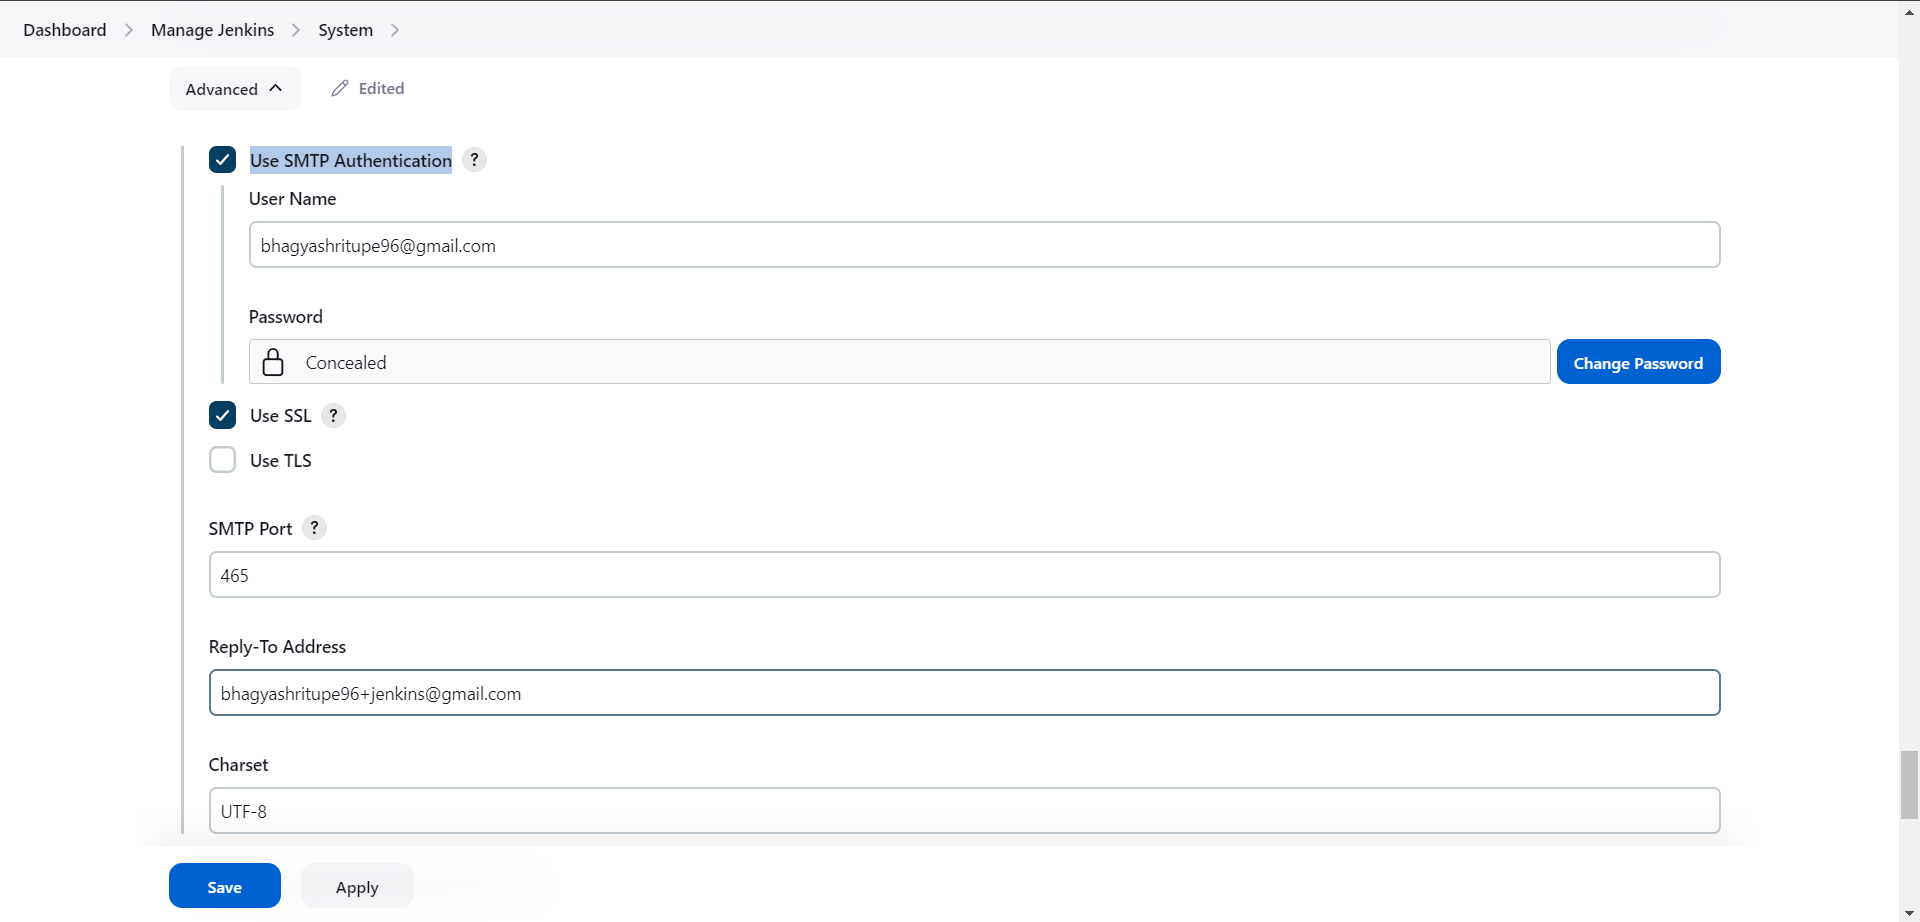 Dashboard > Manage Jenkins > System >
Advanced Edited
Use SMTP Authentication ?
User Name
bhagyashritupe96@gmail.com
Password
Concealed Change Password
Use SSL ?
Use TLS
SMTP Port ?
465
Reply-To Address
bhagyashritupe96+jenkins@gmail.com
Charset
UTF-8
Save Apply